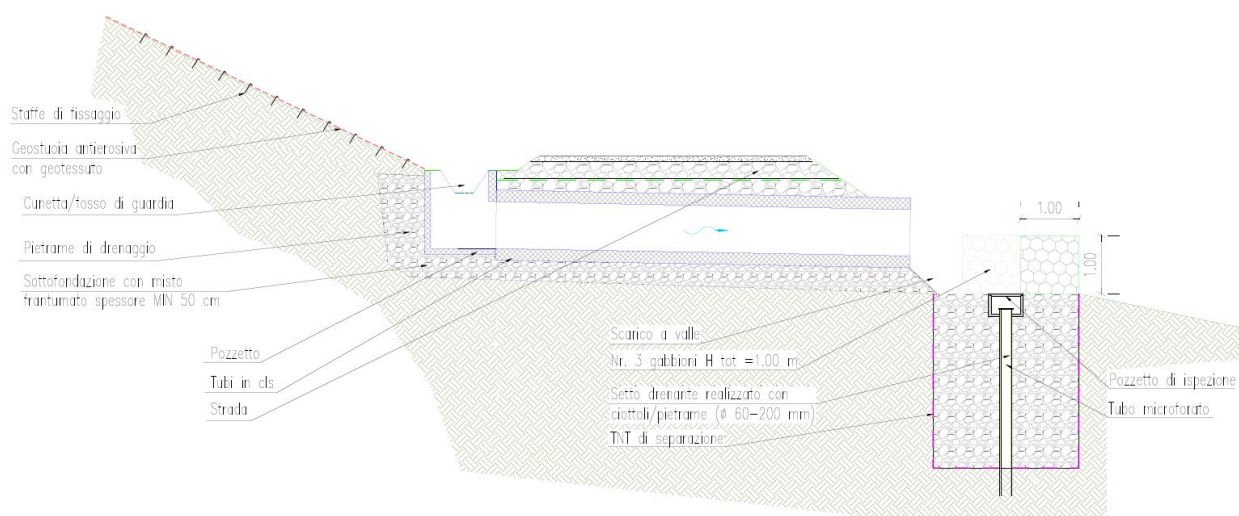 Staffe di fissaggio
Geostuoia antierosiva
con geotessuto
Cunetta/fosso di guardia
Pietrame di drenaggio
Sottofondazione con misto
frantumato spessore MIN 50 cm
Pozzetto
Tubi in cls
Strada
1.00
1.00
Scarico a valle
Nr. 3 gabbioni H tot =1.00 m
Setto drenante realizzato con
ciottoli/pietrame (ø 60-200 mm)
TNT di separazione
Pozzetto di ispezione
Tubo microforato